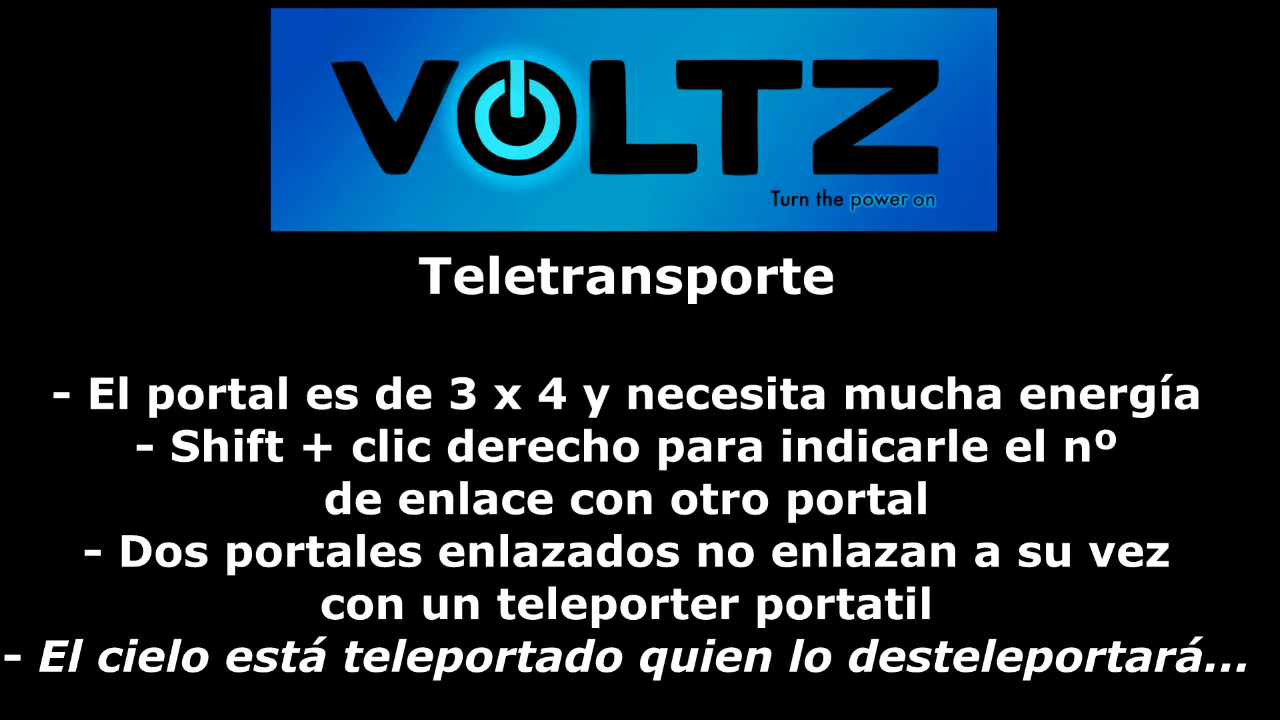 VOLTZ
Turn the power on
Teletransporte
- El portal es de 3 x 4 y necesita mucha energía
- Shift + clic derecho para indicarle el nº
de enlace con otro portal
- Dos portales enlazados no enlazan a su vez
con un teleporter portatil
- El cielo está teleportado quien lo desteleportará...